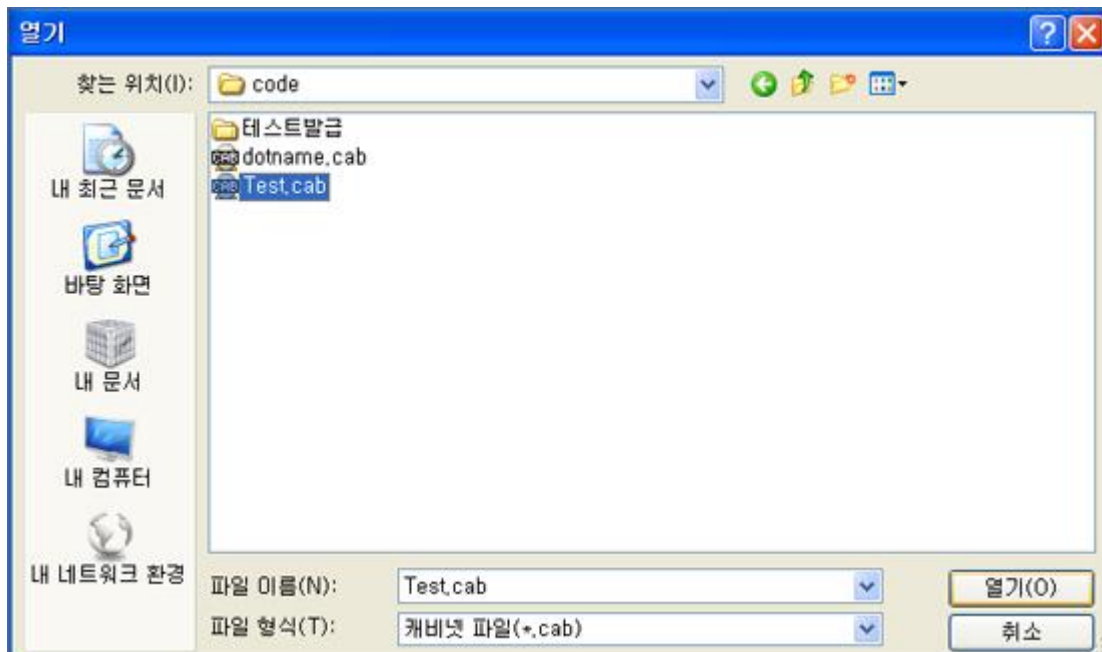 열기
찾는 위치(I):
code
테스트발급
dotname.cab
Test.cab
내 최근 문서
바탕 화면
내 문서
내 컴퓨터
내 네트워크 환경
파일 이름(N):
Test.cab
열기(O)
파일 형식(T):
캐비넷 파일(*.cab)
취소